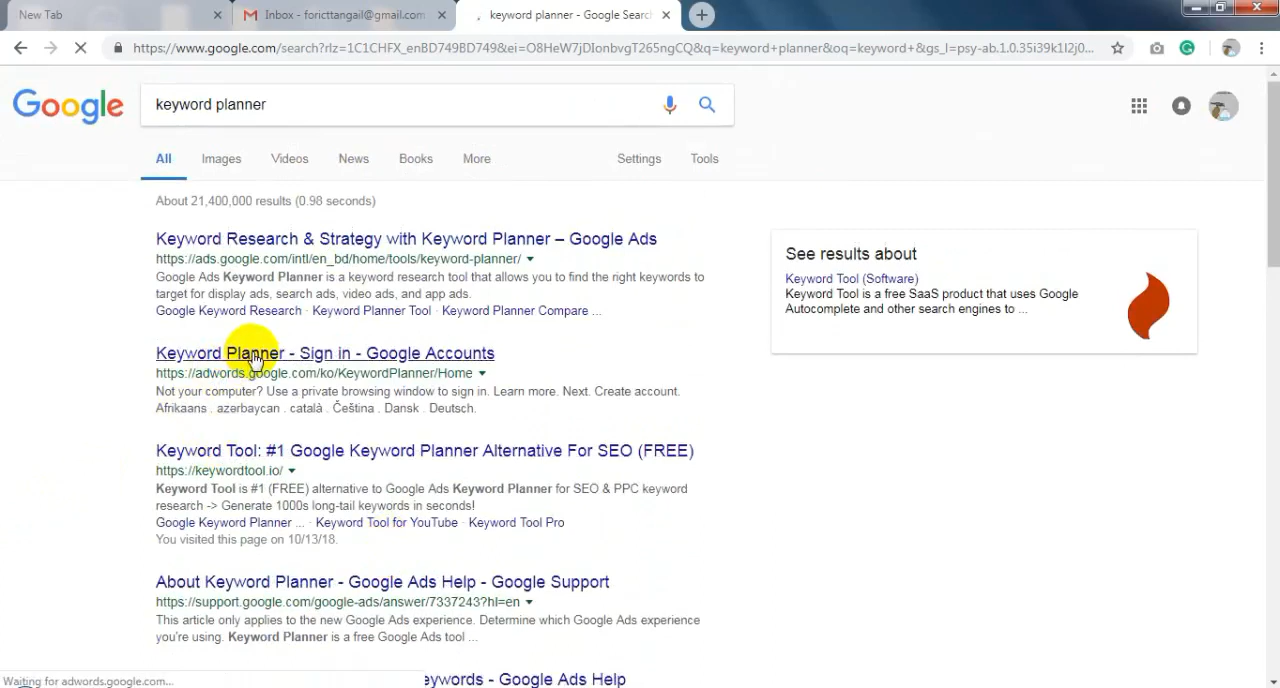 New Tab
Inbox - foricttangail@gmail.com
keyword planner - Google Searc
https://www.google.com/search?rlz=1C1CHFX_enBD749BD749&ei=O8HeW7jDIonbvgT265ngCQ&q=keyword+planner&oq=keyword+&gs_l=psy-ab.1.0.35i39k1l2j0...
Google
keyword planner
All Images Videos News Books More Settings Tools
About 21,400,000 results (0.98 seconds)
Keyword Research & Strategy with Keyword Planner – Google Ads
https://ads.google.com/intl/en_bd/home/tools/keyword-planner/
Google Ads Keyword Planner is a keyword research tool that allows you to find the right keywords to
target for display ads, search ads, video ads, and app ads.
Google Keyword Research · Keyword Planner Tool · Keyword Planner Compare ...
Keyword Planner - Sign in - Google Accounts
https://adwords.google.com/ko/KeywordPlanner/Home
Not your computer? Use a private browsing window to sign in. Learn more. Next. Create account.
Afrikaans . azərbaycan . català . Čeština . Dansk . Deutsch.
Keyword Tool: #1 Google Keyword Planner Alternative For SEO (FREE)
https://keywordtool.io/
Keyword Tool is #1 (FREE) alternative to Google Ads Keyword Planner for SEO & PPC keyword
research -> Generate 1000s long-tail keywords in seconds!
Google Keyword Planner ... · Keyword Tool for YouTube · Keyword Tool Pro
You visited this page on 10/13/18.
About Keyword Planner - Google Ads Help - Google Support
https://support.google.com/google-ads/answer/7337243?hl=en
This article only applies to the new Google Ads experience. Determine which Google Ads experience
you're using. Keyword Planner is a free Google Ads tool ...
eywords - Google Ads Help
See results about
Keyword Tool (Software)
Keyword Tool is a free SaaS product that uses Google
Autocomplete and other search engines to ...
Waiting for adwords.google.com...